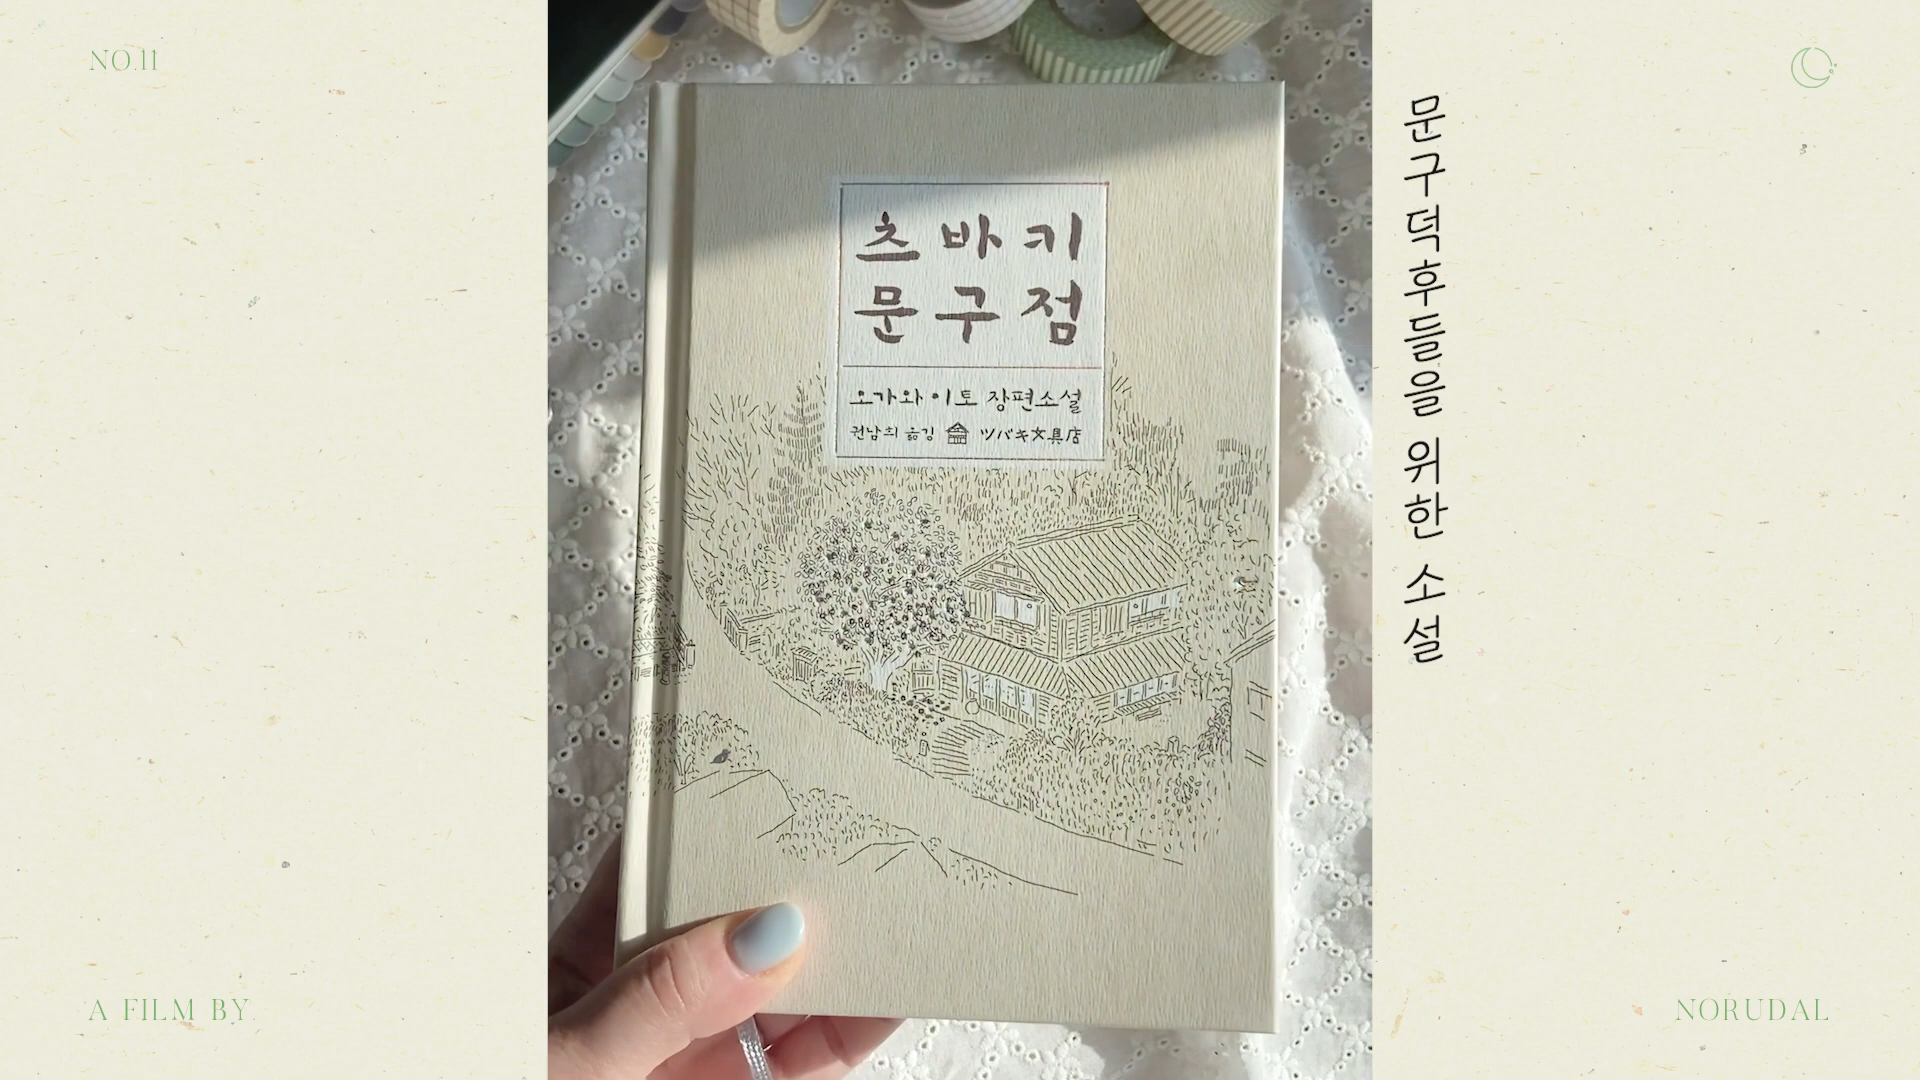 NO.11
츠바키
문구점
오가와 이토 장편소설
권남희 옮김 ツバキ文具店
문구덕후들을 위한 소설
A FILM BY
NORUDAL